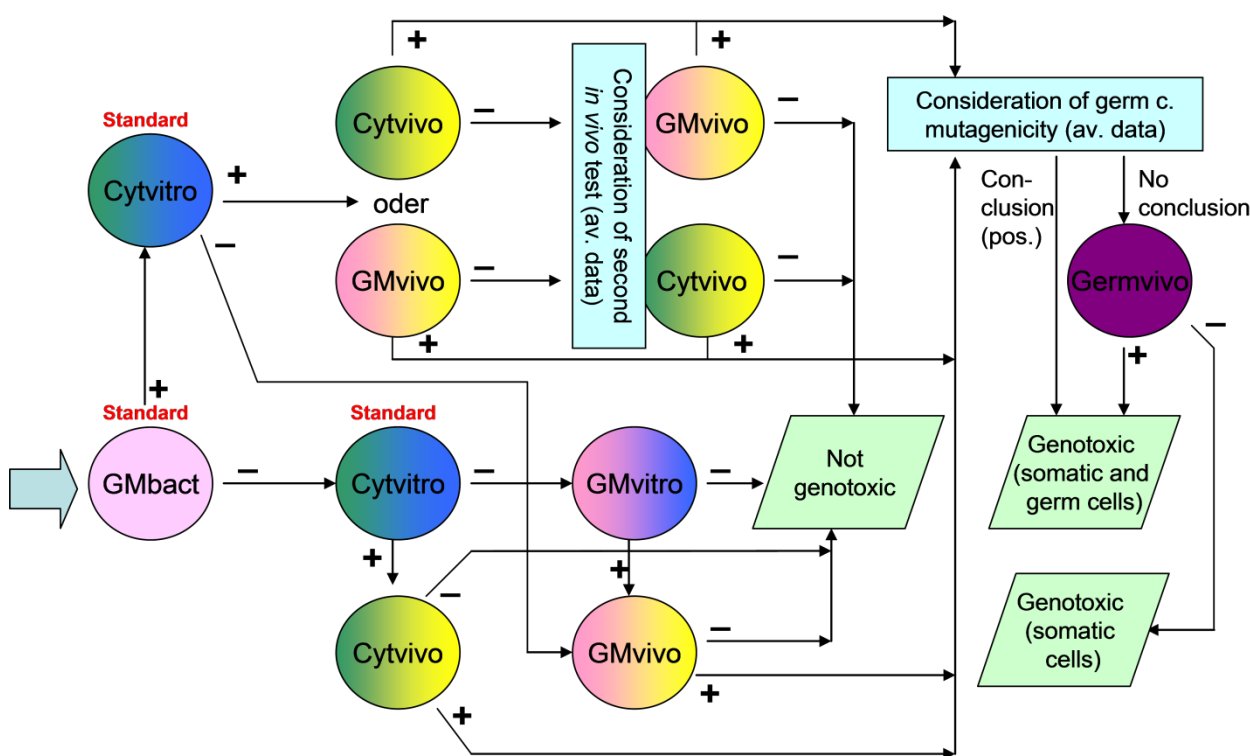 +
+
Standard
Cytvitro
+
−
Cytvivo
−
oder
GMvivo
−
+
Consideration of second
in vivo test (av. data)
GMvivo
−
Cytvivo
−
+
Consideration of germ c.
mutagenicity (av. data)
Con-
clusion
(pos.)
No
conclusion
Germvivo
−
+
+
Standard
GMbact
−
Standard
Cytvitro
−
+
GMvitro
−
+
Not
genotoxic
Genotoxic
(somatic and
germ cells)
Cytvivo
−
+
GMvivo
−
+
Genotoxic
(somatic
cells)